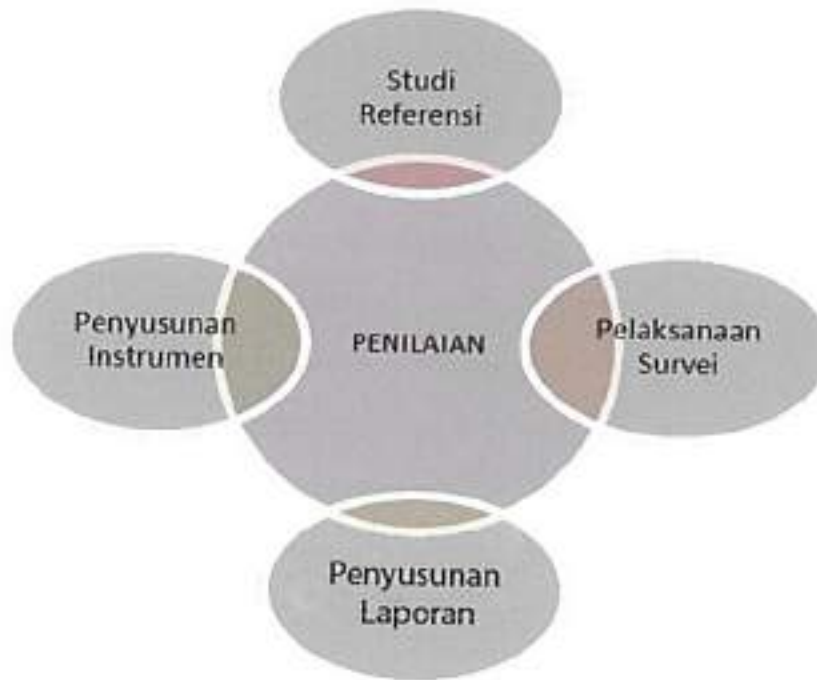 Studi
Referensi
Penyusunan
Instrumen
PENILAIAN
Pelaksanaan
Survei
Penyusunan
Laporan